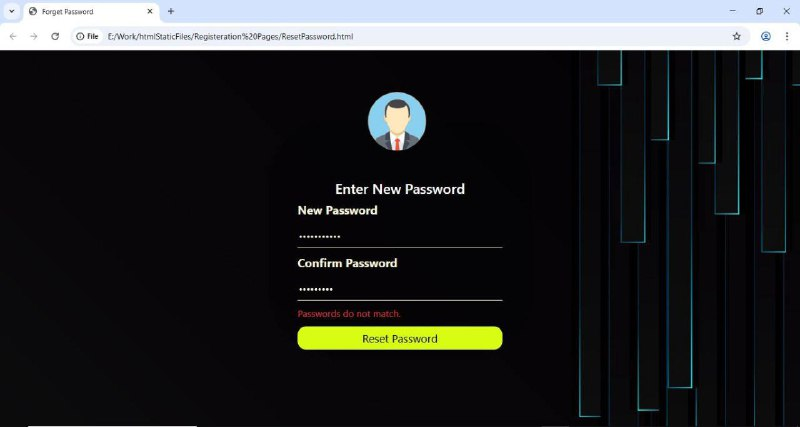 Forget Password
File
E:/Work/htmlStaticFiles/Registeration%20Pages/ResetPassword.html
Enter New Password
New Password
•••••••••••
Confirm Password
•••••••••
Passwords do not match.
Reset Password